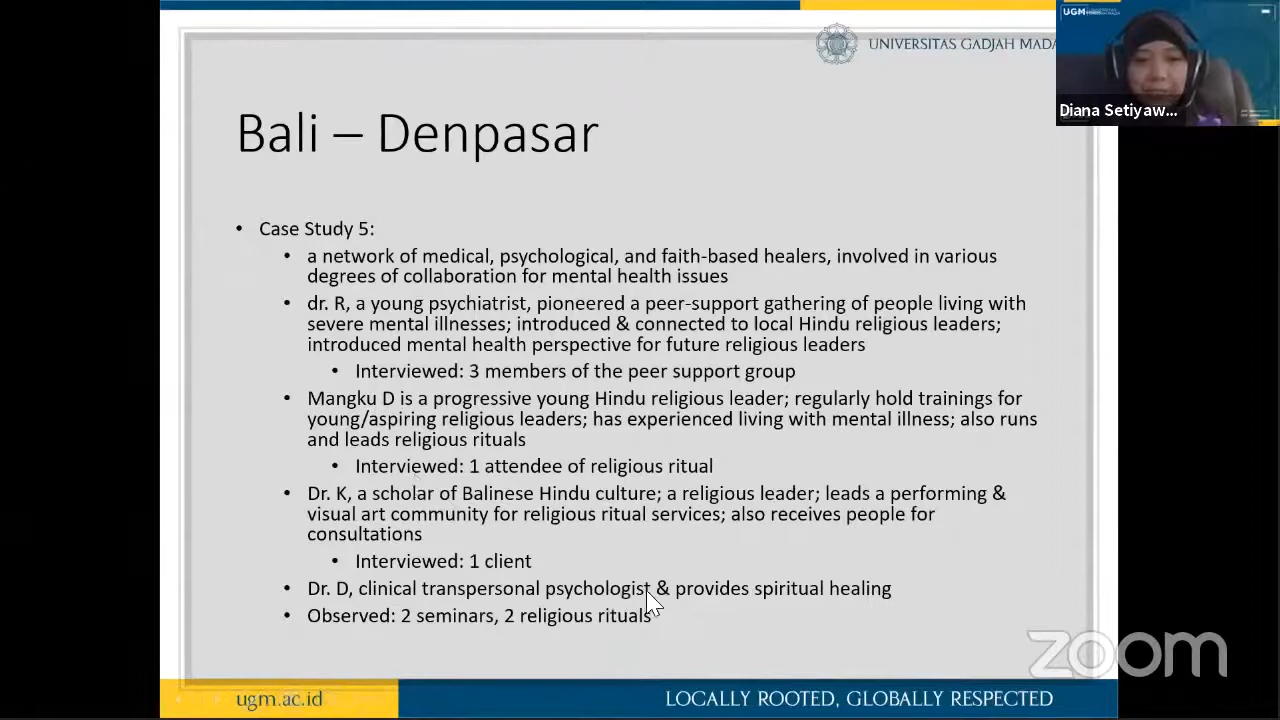 UNIVERSITAS GADJAH MADA
UGM
Diana Setiyaw...
Bali – Denpasar
• Case Study 5:
• a network of medical, psychological, and faith-based healers, involved in various
degrees of collaboration for mental health issues
• dr. R, a young psychiatrist, pioneered a peer-support gathering of people living with
severe mental illnesses; introduced & connected to local Hindu religious leaders;
introduced mental health perspective for future religious leaders
• Interviewed: 3 members of the peer support group
• Mangku D is a progressive young Hindu religious leader; regularly hold trainings for
young/aspiring religious leaders; has experienced living with mental illness; also runs
and leads religious rituals
• Interviewed: 1 attendee of religious ritual
• Dr. K, a scholar of Balinese Hindu culture; a religious leader; leads a performing &
visual art community for religious ritual services; also receives people for
consultations
• Interviewed: 1 client
• Dr. D, clinical transpersonal psychologist & provides spiritual healing
• Observed: 2 seminars, 2 religious rituals
zoom
ugm.ac.id
LOCALLY ROOTED, GLOBALLY RESPECTED